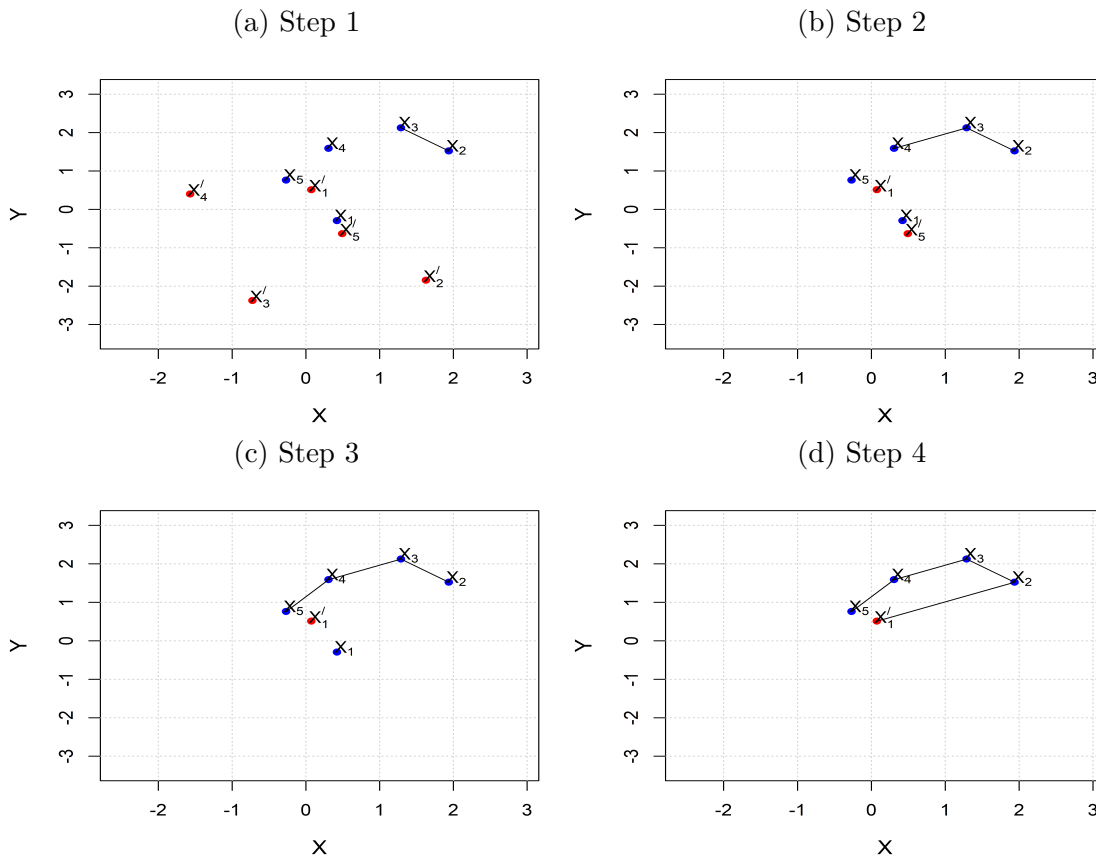 (a) Step 1
(b) Step 2
3
2
1
0
-1
-2
-3
Y
X3
X2
X4
X5
X/1
X/4
X1
X/5
X/2
X/3
-2 -1 0 1 2 3
X
3
2
1
0
-1
-2
-3
Y
X3
X2
X4
X5
X/1
X1
X/5
-2 -1 0 1 2 3
X
(c) Step 3
(d) Step 4
3
2
1
0
-1
-2
-3
Y
X3
X2
X4
X5
X/1
X1
-2 -1 0 1 2 3
X
3
2
1
0
-1
-2
-3
Y
X3
X2
X4
X5
X/1
-2 -1 0 1 2 3
X